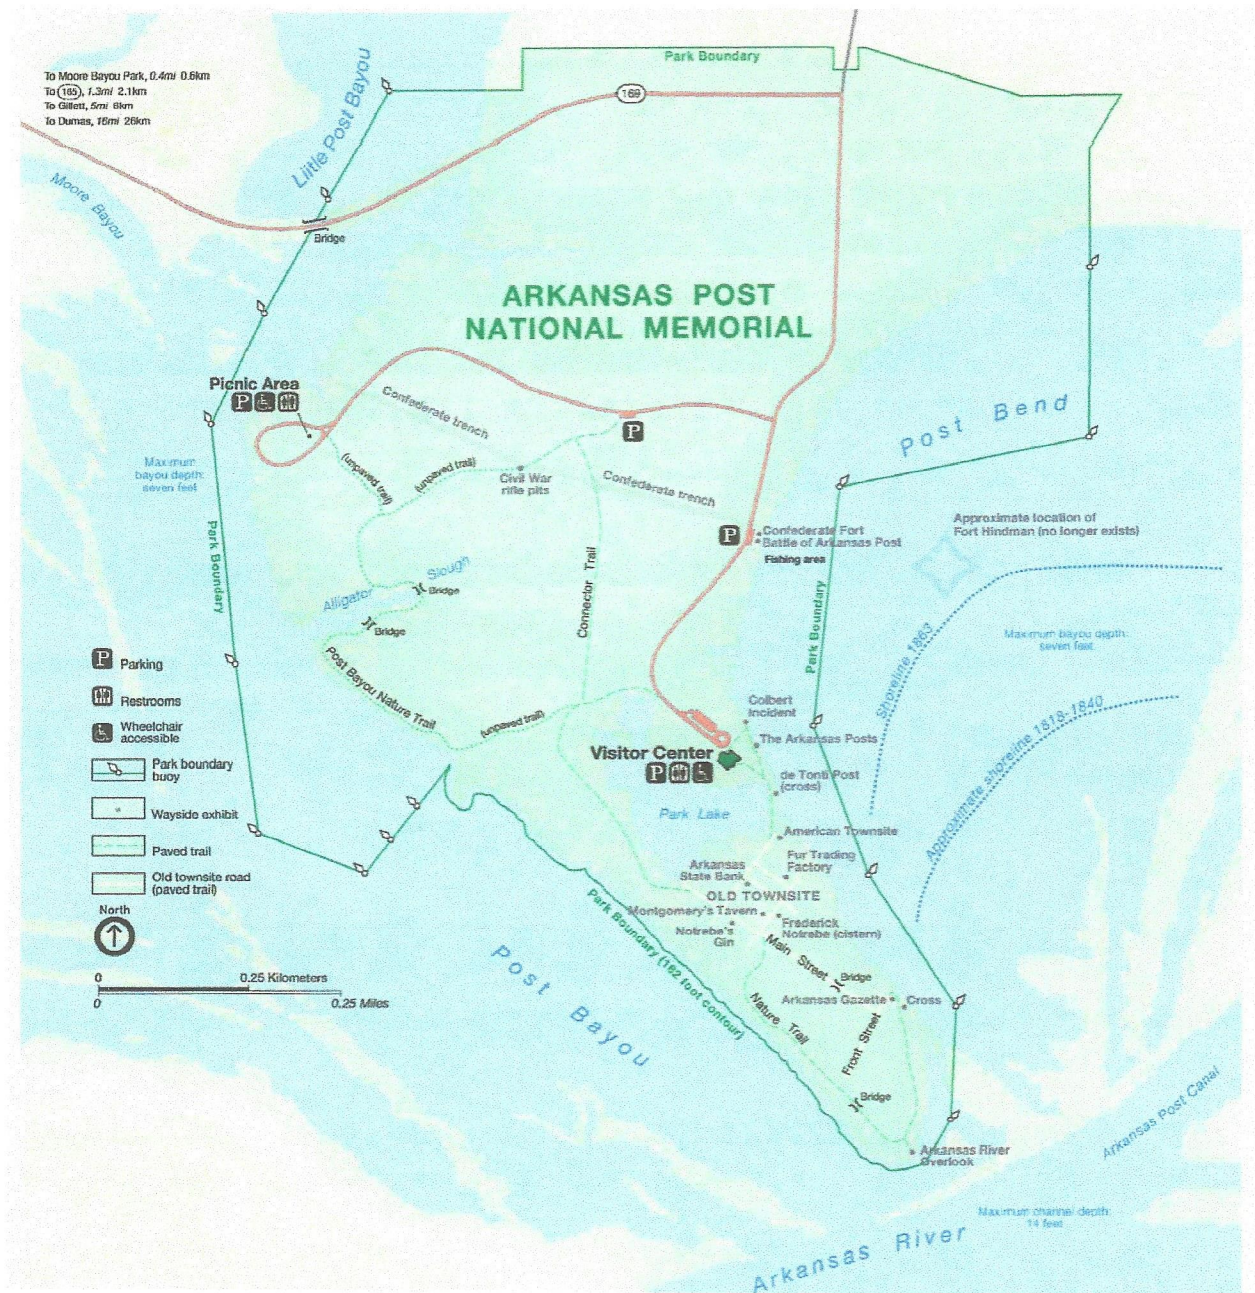 Park Boundary
To Moore Bayou Park, 0.4mi 0.6km
To 165, 1.3mi 2.1km
To Gillett, 5mi 8km
To Dumas, 16mi 26km
169
Liitle Post Bayou
Moore Bayou
Bridge
ARKANSAS POST
NATIONAL MEMORIAL
Picnic Area
P
Confederate trench
P
Post Bend
Maximum
bayou depth:
seven feet
(unpaved trail)
(unpaved trail)
Civil War
rifle pits
Confederate trench
Park Boundary
P
Confederate Fort
Battle of Arkansas Post
Fishing area
Approximate location of
Fort Hindman (no longer exists)
Connector Trail
Alligator Slough
Bridge
Bridge
Park Boundary
Shoreline 1863
Maximum bayou depth:
seven feet
Approximate shoreline 1818-1840
Post Bayou Nature Trail
(unpaved trail)
P Parking
Restrooms
Wheelchair
accessible
Park boundary
buoy
Wayside exhibit
Paved trail
Old townsite road
(paved trail)
North
0 0.25 Kilometers
0 0.25 Miles
Colbert
Incident
The Arkansas Posts
Visitor Center
P
de Tonti Post
(cross)
Park Lake
American Townsite
Fur Trading
Factory
Arkansas
State Bank
OLD TOWNSITE
Montgomery's Tavern
Frederick
Notrebe (cistern)
Notrebe's
Gin
Main Street
Bridge
Park Boundary (162 foot contour)
Arkansas Gazette
Cross
Nature Trail
Front Street
Bridge
Post Bayou
Arkansas River
Overlook
Arkansas Post Canal
Maximum channel depth:
14 feet
Arkansas River